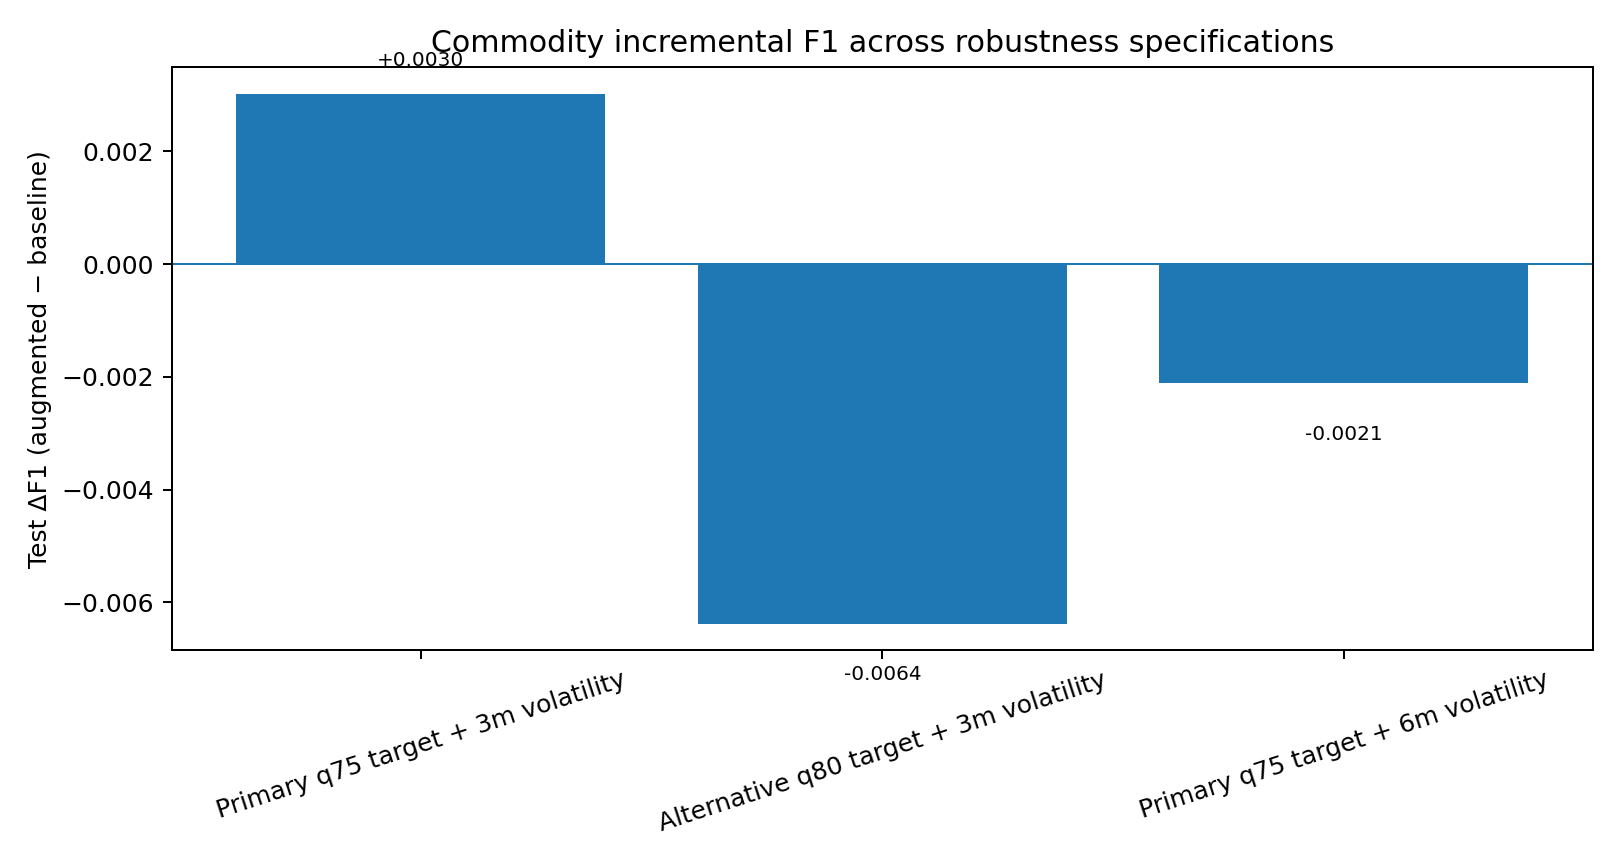 Commodity incremental F1 across robustness specifications
+0.0030
Test ΔF1 (augmented − baseline)
0.002
0.000
−0.002
−0.004
−0.006
-0.0021
-0.0064
Primary q75 target + 3m volatility
Alternative q80 target + 3m volatility
Primary q75 target + 6m volatility